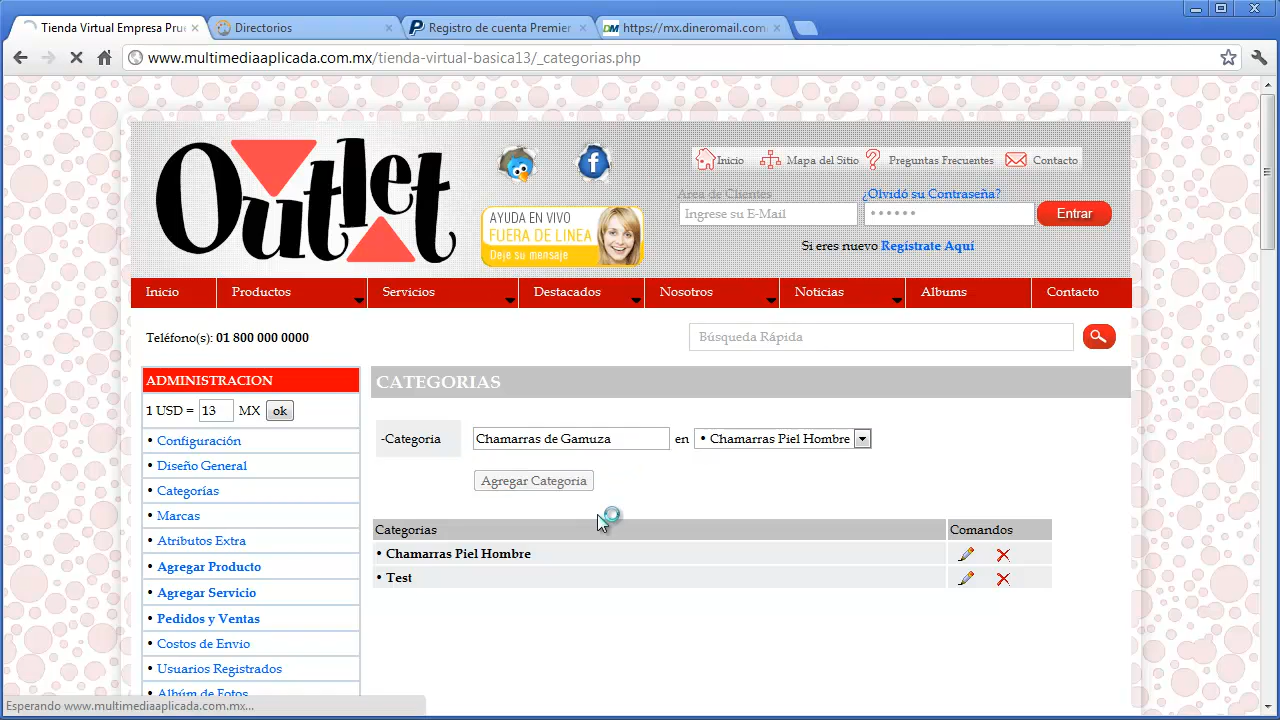 Tienda Virtual Empresa Pru
Directorios
Registro de cuenta Premier
https://mx.dineromail.com
www.multimediaaplicada.com.mx/tienda-virtual-basica13/_categorias.php
Outlet
AYUDA EN VIVO
FUERA DE LINEA
Deje su mensaje
Inicio
Mapa del Sitio
Preguntas Frecuentes
Contacto
Area de Clientes
¿Olvidó su Contraseña?
Ingrese su E-Mail
••••••
Entrar
Si eres nuevo Registrate Aqui
Inicio
Productos
Servicios
Destacados
Nosotros
Noticias
Albums
Contacto
Teléfono(s): 01 800 000 0000
Búsqueda Rápida
ADMINISTRACION
1 USD = 13 MX ok
• Configuración
• Diseño General
• Categorías
• Marcas
• Atributos Extra
• Agregar Producto
• Agregar Servicio
• Pedidos y Ventas
• Costos de Envio
• Usuarios Registrados
• Albúm de Fotos
CATEGORIAS
-Categoria
Chamarras de Gamuza
en
• Chamarras Piel Hombre
Agregar Categoria
Categorias
Comandos
• Chamarras Piel Hombre
• Test
Esperando www.multimediaaplicada.com.mx...